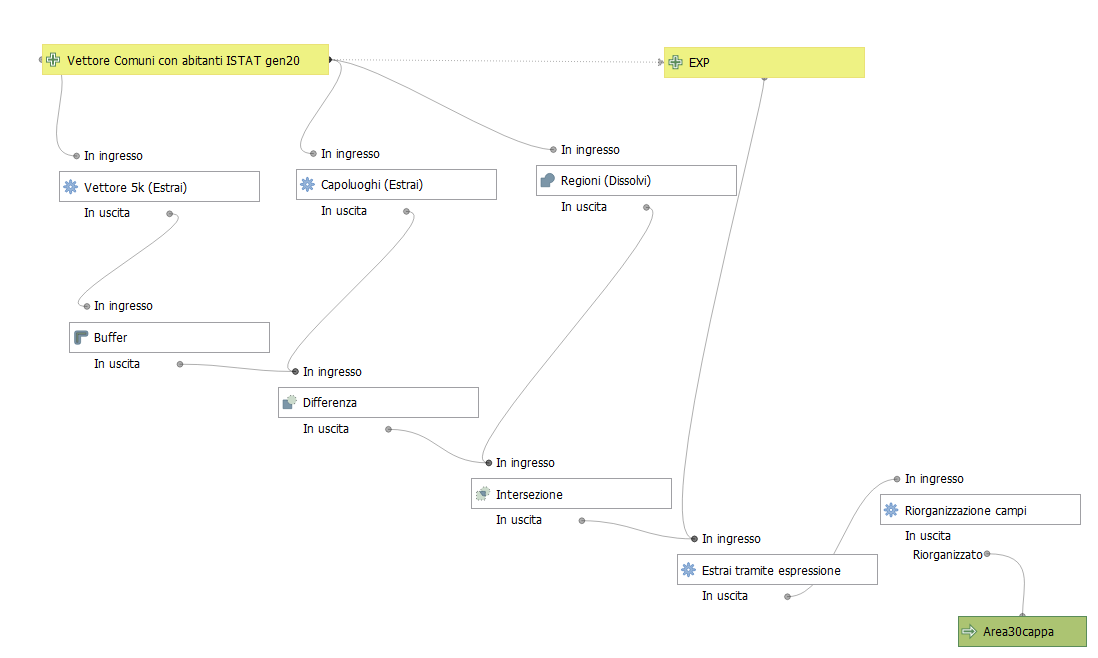 Vettore Comuni con abitanti ISTAT gen20
EXP
In ingresso
Vettore 5k (Estrai)
In uscita
In ingresso
Capoluoghi (Estrai)
In uscita
In ingresso
Regioni (Dissolvi)
In uscita
In ingresso
Buffer
In uscita
In ingresso
Differenza
In uscita
In ingresso
Intersezione
In uscita
In ingresso
Estrai tramite espressione
In uscita
In ingresso
Riorganizzazione campi
In uscita
Riorganizzato
Area30cappa